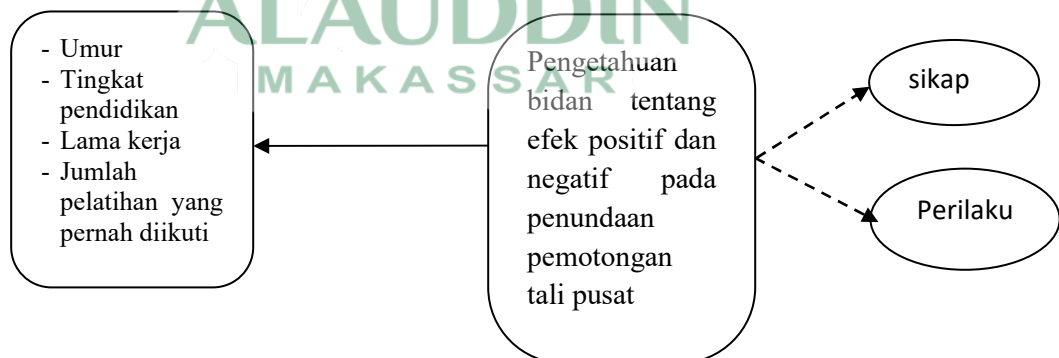 ALAUDDIN
MAKASSAR
- Umur
- Tingkat
pendidikan
- Lama kerja
- Jumlah
pelatihan yang
pernah diikuti
Pengetahuan
bidan tentang
efek positif dan
negatif pada
penundaan
pemotongan
tali pusat
sikap
Perilaku